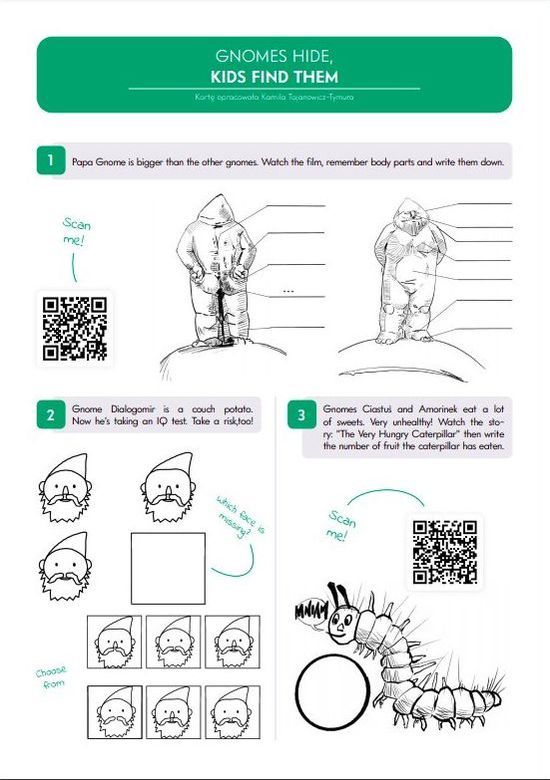 GNOMES HIDE,
KIDS FIND THEM
Kartę opracowała Kamila Tajanowicz-Tymura
1
Papa Gnome is bigger than the other gnomes. Watch the film, remember body parts and write them down.
Scan
me!
...
2
Gnome Dialogomir is a couch potato.
Now he's taking an IQ test. Take a risk,too!
3
Gnomes Ciastuś and Amorinek eat a lot
of sweets. Very unhealthy! Watch the sto-
ry: "The Very Hungry Caterpillar" then write
the number of fruit the caterpillar has eaten.
Which face is
missing?
Scan
me!
MNIAM
Choose
from